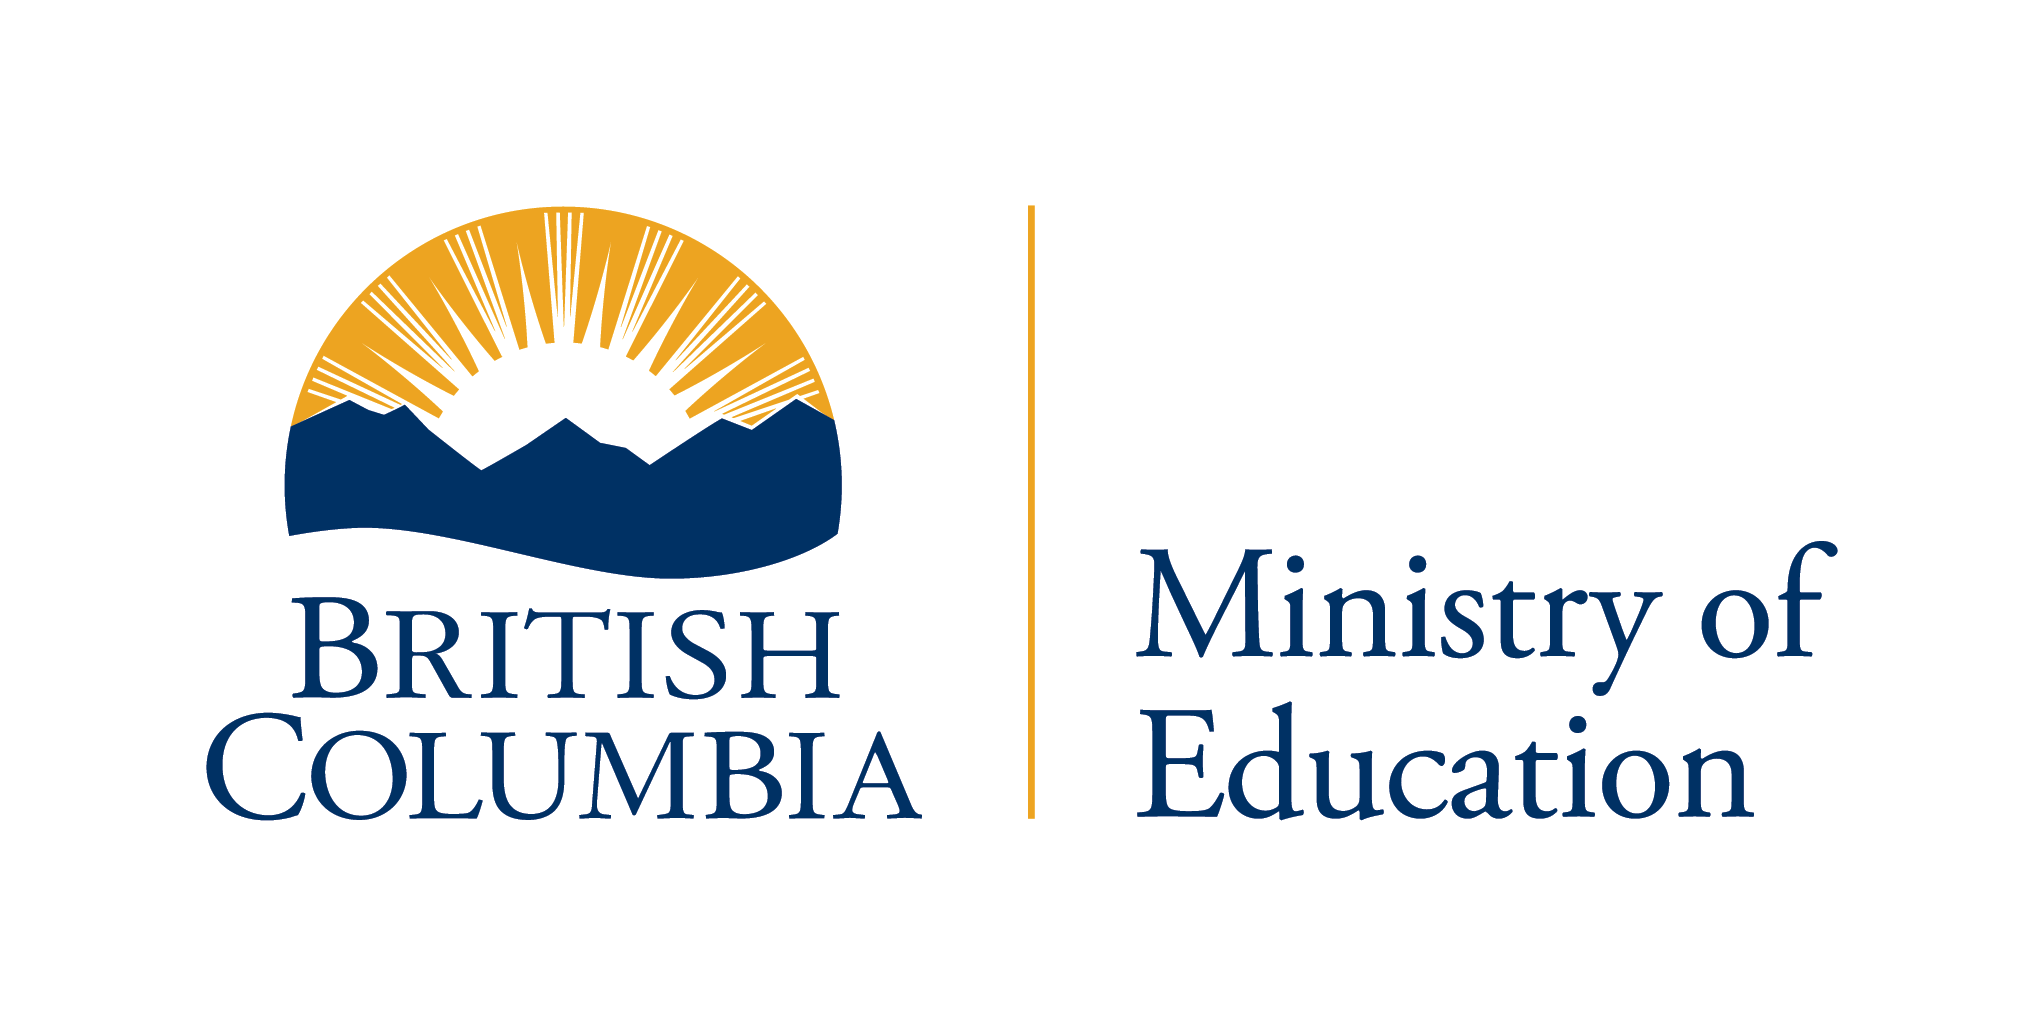 BRITISH
COLUMBIA
Ministry of
Education